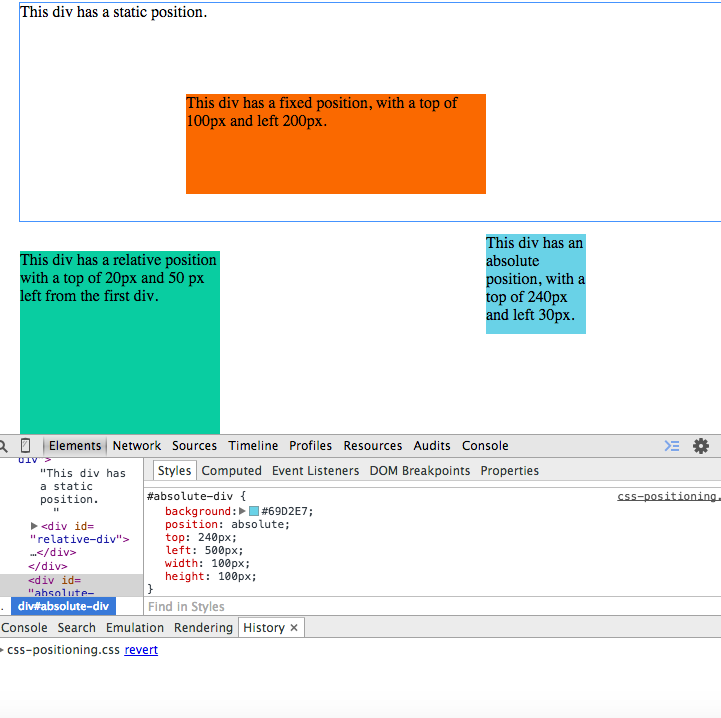 This div has a static position.
This div has a fixed position, with a top of
100px and left 200px.
This div has an
absolute
position, with a
top of 240px
and left 30px.
This div has a relative position
with a top of 20px and 50 px
left from the first div.
Elements Network Sources Timeline Profiles Resources Audits Console
div">
"This div has
a static
position.
"
▶<div id=
"relative-div">
…</div>
</div>
<div id=
"absolute-
. div#absolute-div
Styles Computed Event Listeners DOM Breakpoints Properties
#absolute-div { css-positioning.
background:▶#69D2E7;
position: absolute;
top: 240px;
left: 500px;
width: 100px;
height: 100px;
}
Find in Styles
Console Search Emulation Rendering History ×
css-positioning.css revert